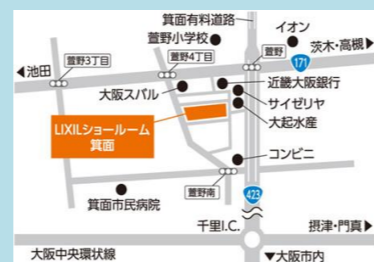 箕面有料道路
萱野小学校
イオン
茨木・高槻▶
171
◀池田
萱野3丁目
萱野4丁目
萱野
近畿大阪銀行
大阪スバル
サイゼリヤ
大起水産
LIXILショールーム
箕面
コンビニ
萱野南
箕面市民病院
423
千里I.C.
摂津・門真▶
大阪中央環状線
▼大阪市内